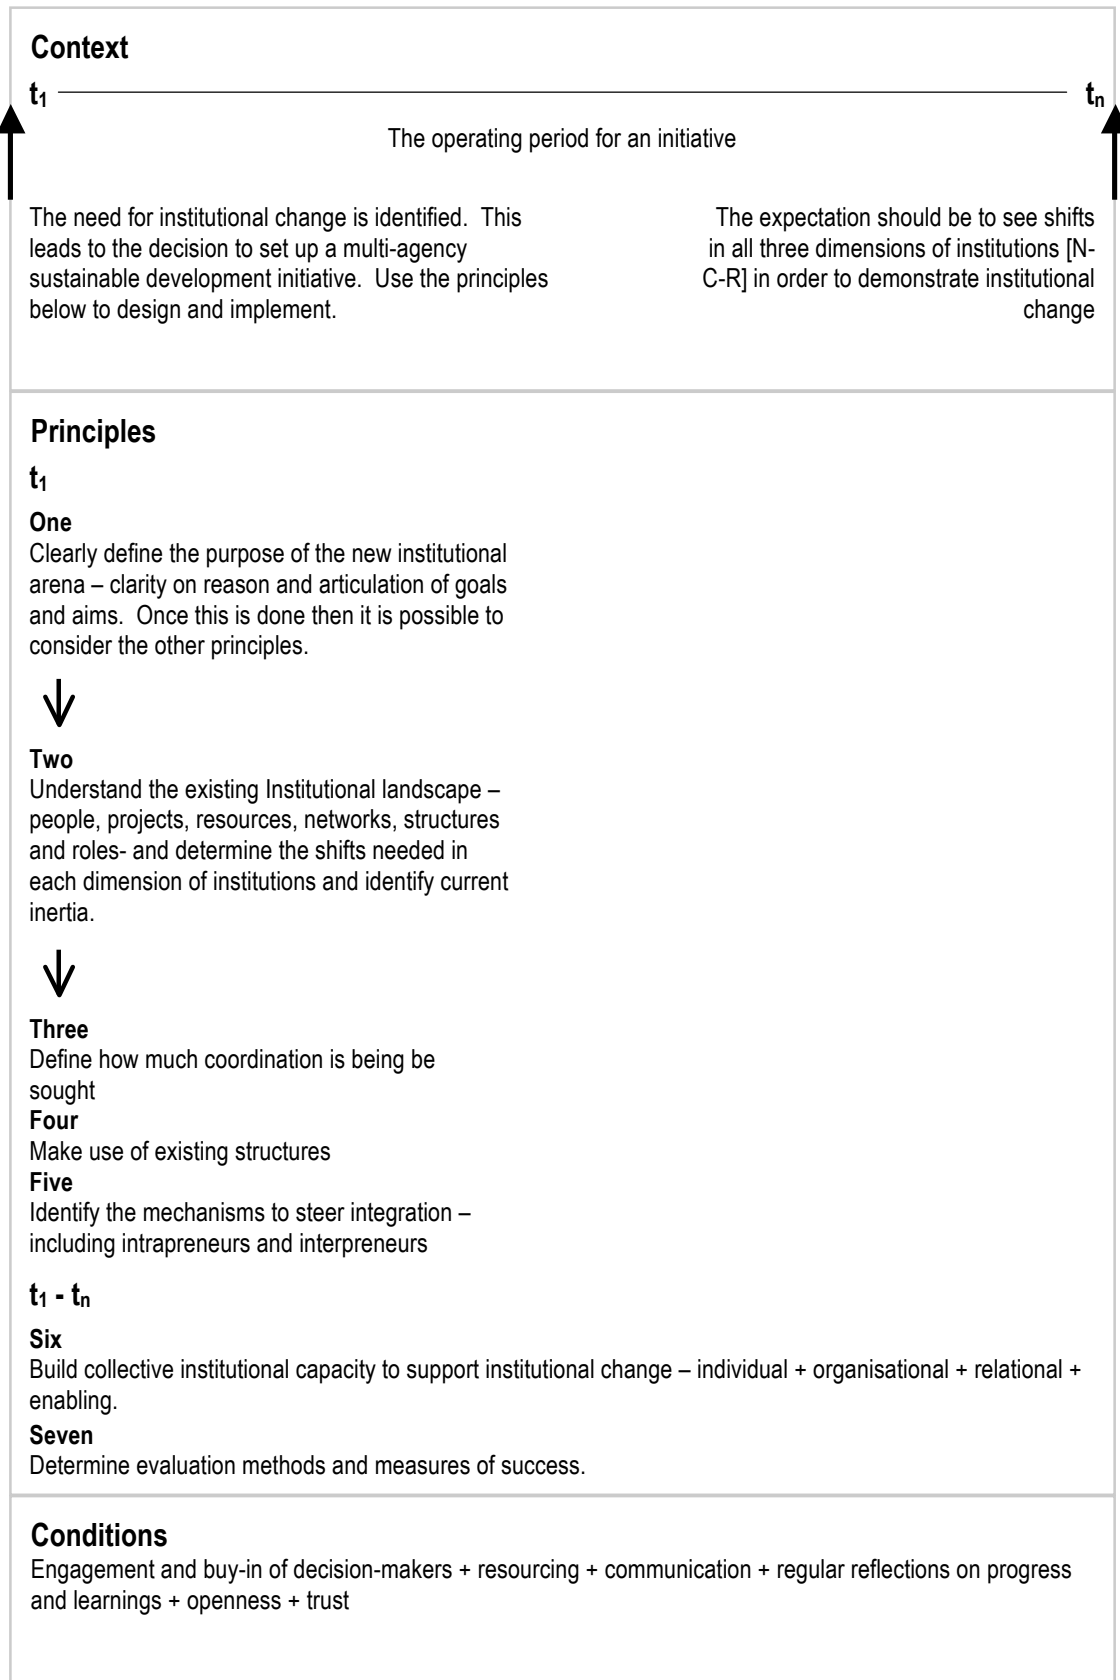 Context
t1 tn
The operating period for an initiative
The need for institutional change is identified.  This
leads to the decision to set up a multi-agency
sustainable development initiative.  Use the principles
below to design and implement.
The expectation should be to see shifts
in all three dimensions of institutions [N-
C-R] in order to demonstrate institutional
change
Principles
t1
One
Clearly define the purpose of the new institutional
arena – clarity on reason and articulation of goals
and aims.  Once this is done then it is possible to
consider the other principles.
Two
Understand the existing Institutional landscape –
people, projects, resources, networks, structures
and roles- and determine the shifts needed in
each dimension of institutions and identify current
inertia.
Three
Define how much coordination is being be
sought
Four
Make use of existing structures
Five
Identify the mechanisms to steer integration –
including intrapreneurs and interpreneurs
t1 - tn
Six
Build collective institutional capacity to support institutional change – individual + organisational + relational +
enabling.
Seven
Determine evaluation methods and measures of success.
Conditions
Engagement and buy-in of decision-makers + resourcing + communication + regular reflections on progress
and learnings + openness + trust